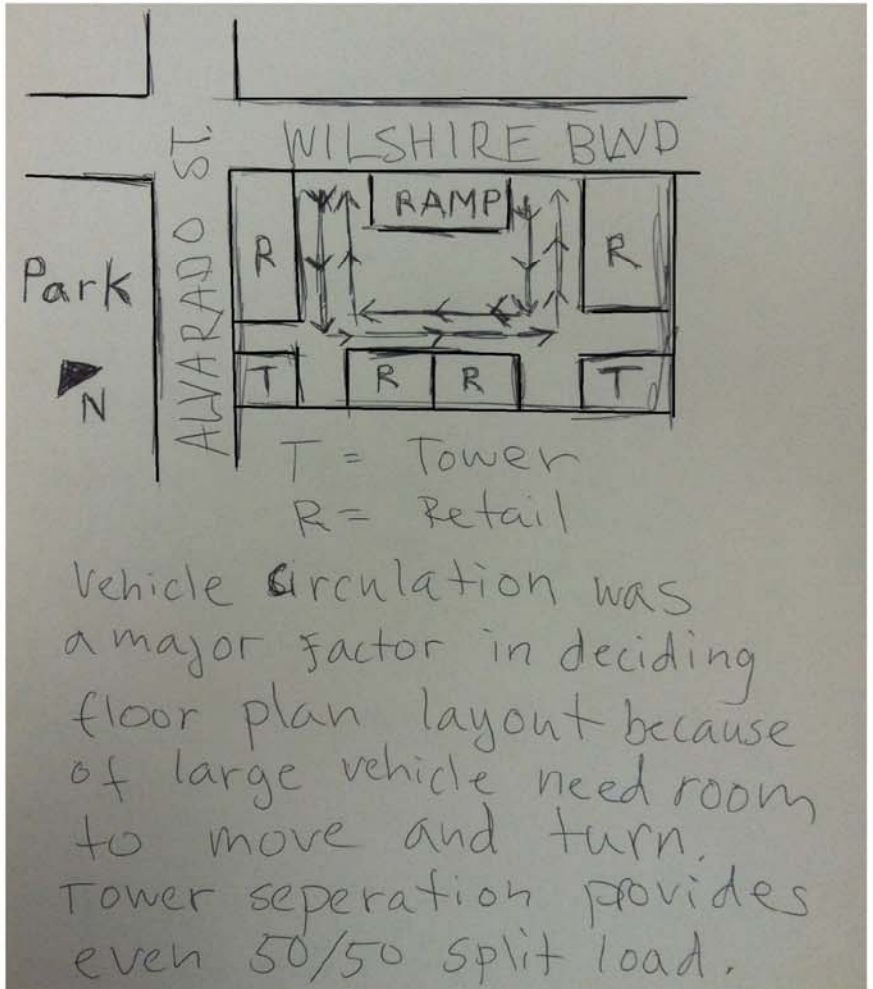 WILSHIRE BLVD
ALVARADO ST.
RAMP
R
R
Park
N
T
R
R
T
T = Tower
R = Retail
Vehicle circulation was
a major factor in deciding
floor plan layout because
of large vehicle need room
to move and turn.
Tower seperation provides
even 50/50 split load.